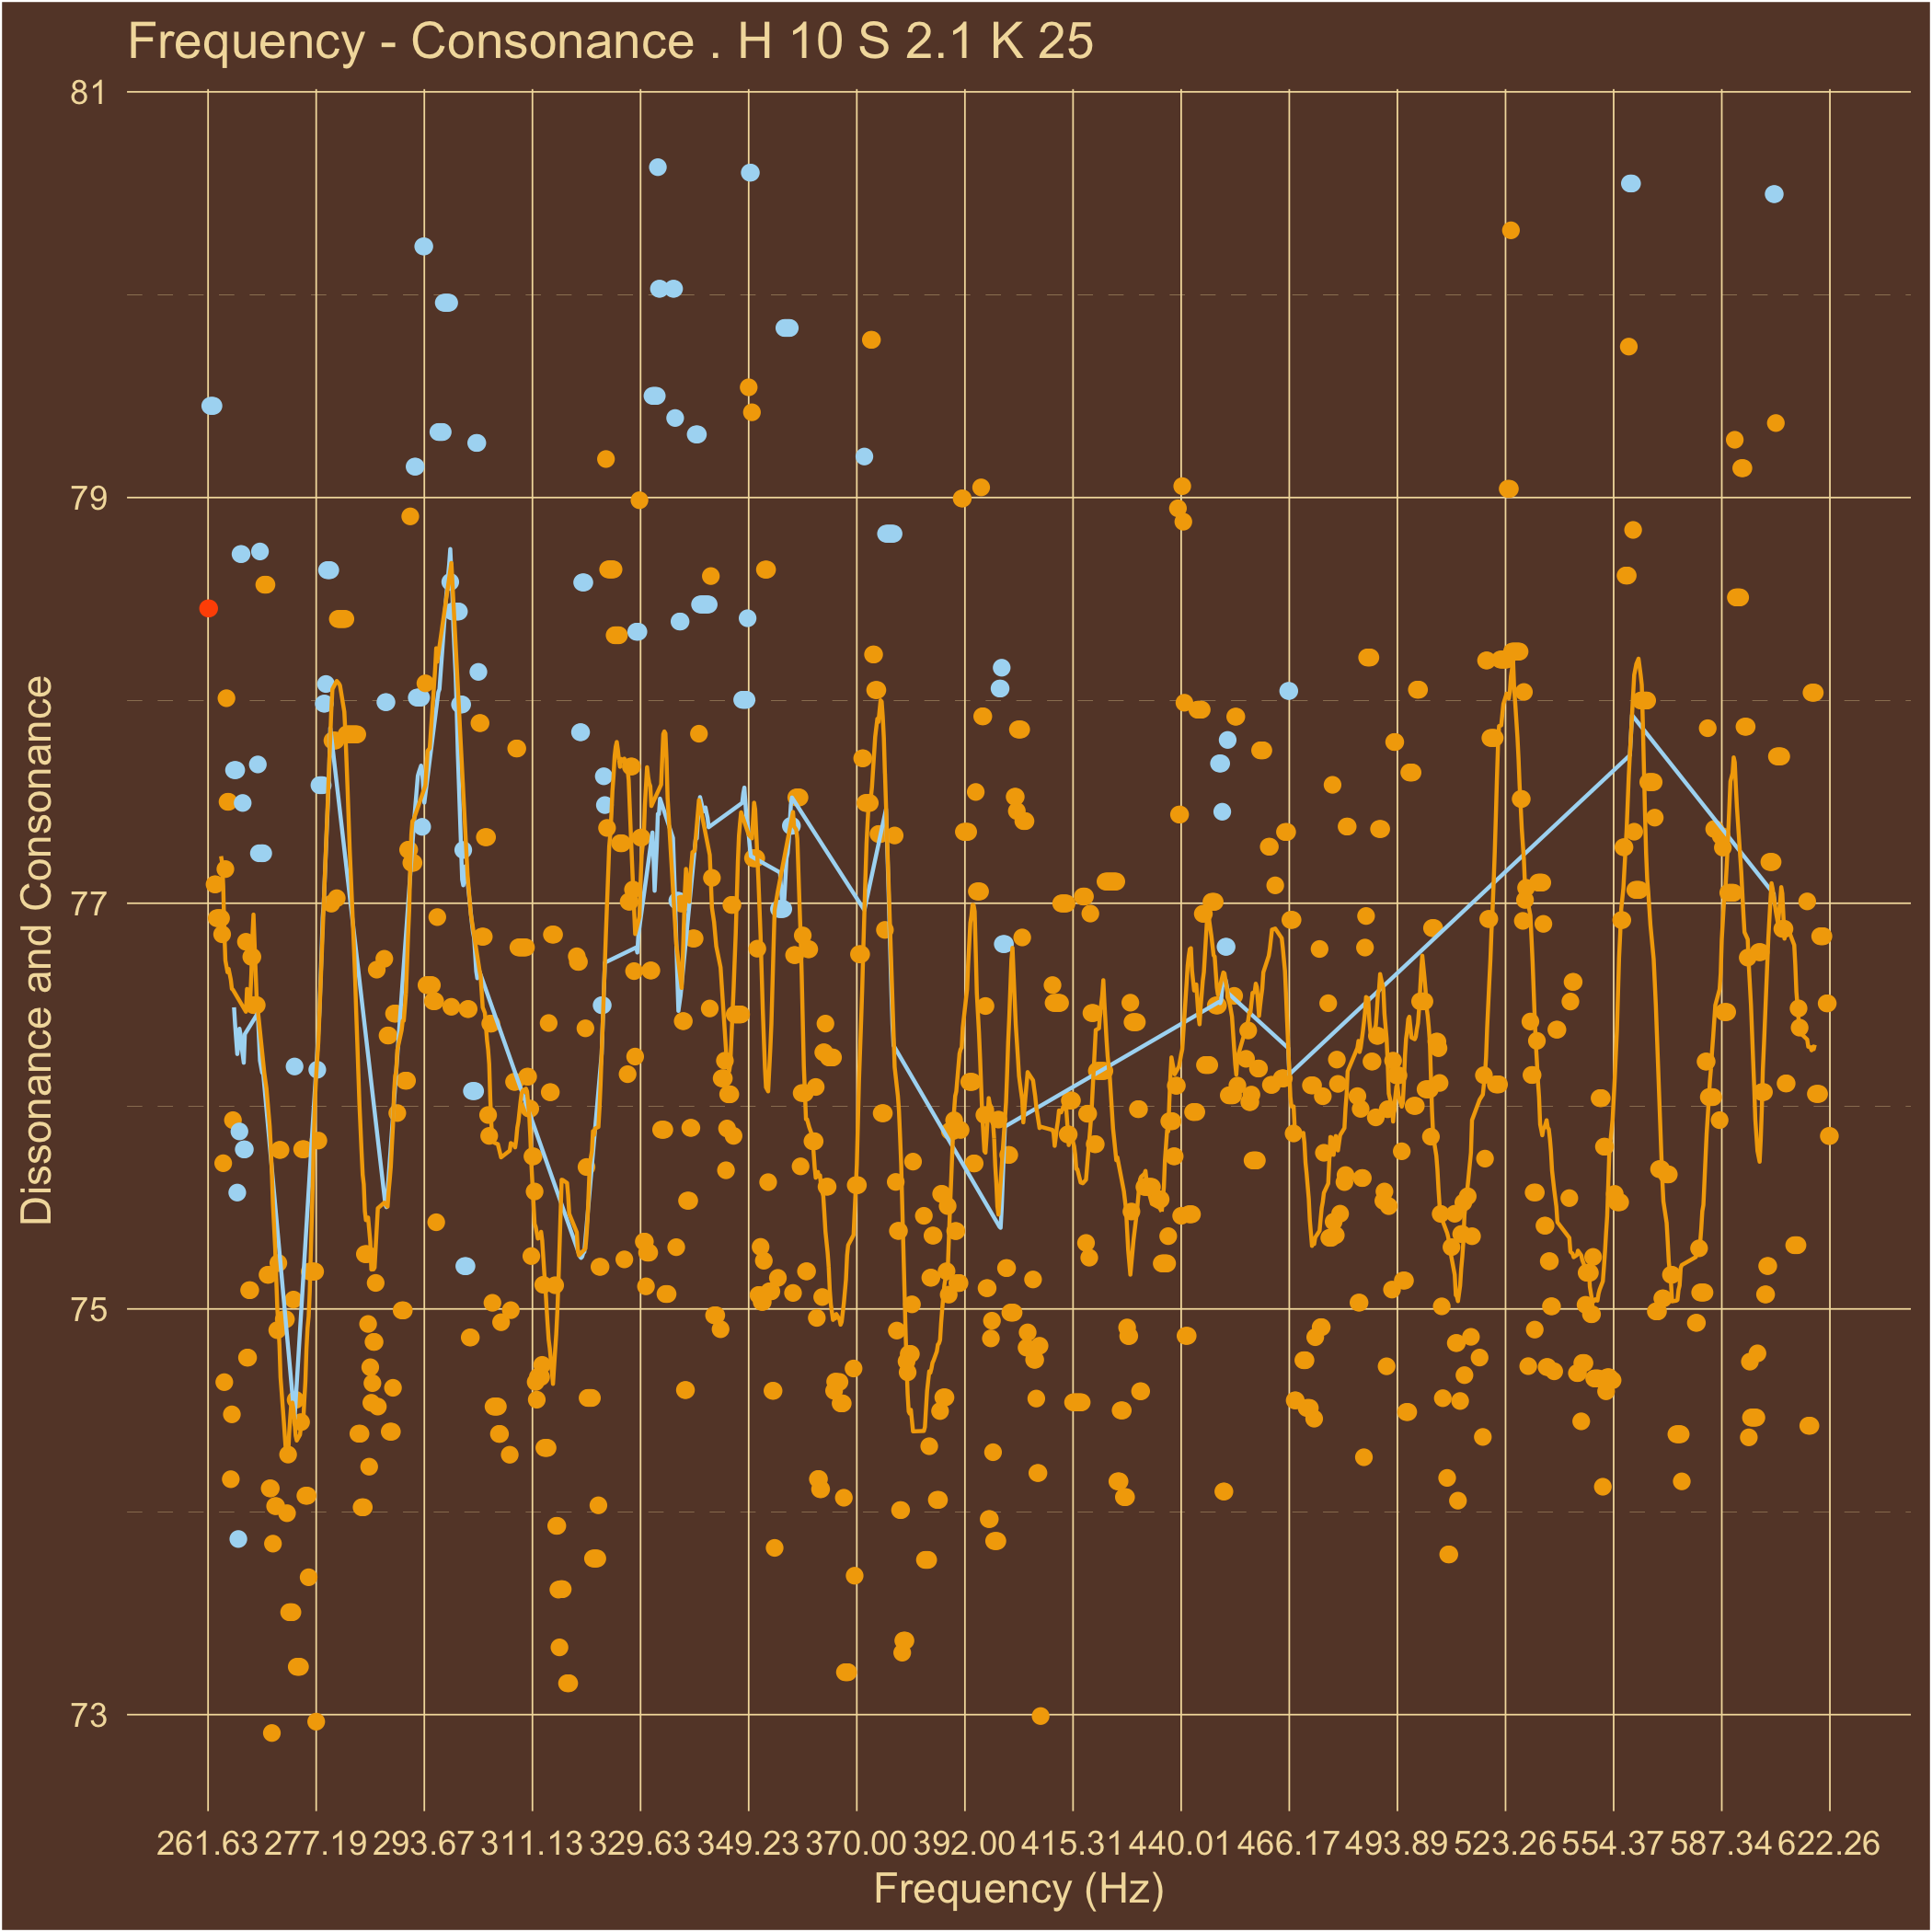 Frequency - Consonance . H 10 S 2.1 K 25
81
79
77
75
73
Dissonance and Consonance
261.63 277.19 293.67 311.13 329.63 349.23 370.00 392.00 415.31 440.01 466.17 493.89 523.26 554.37 587.34 622.26
Frequency (Hz)